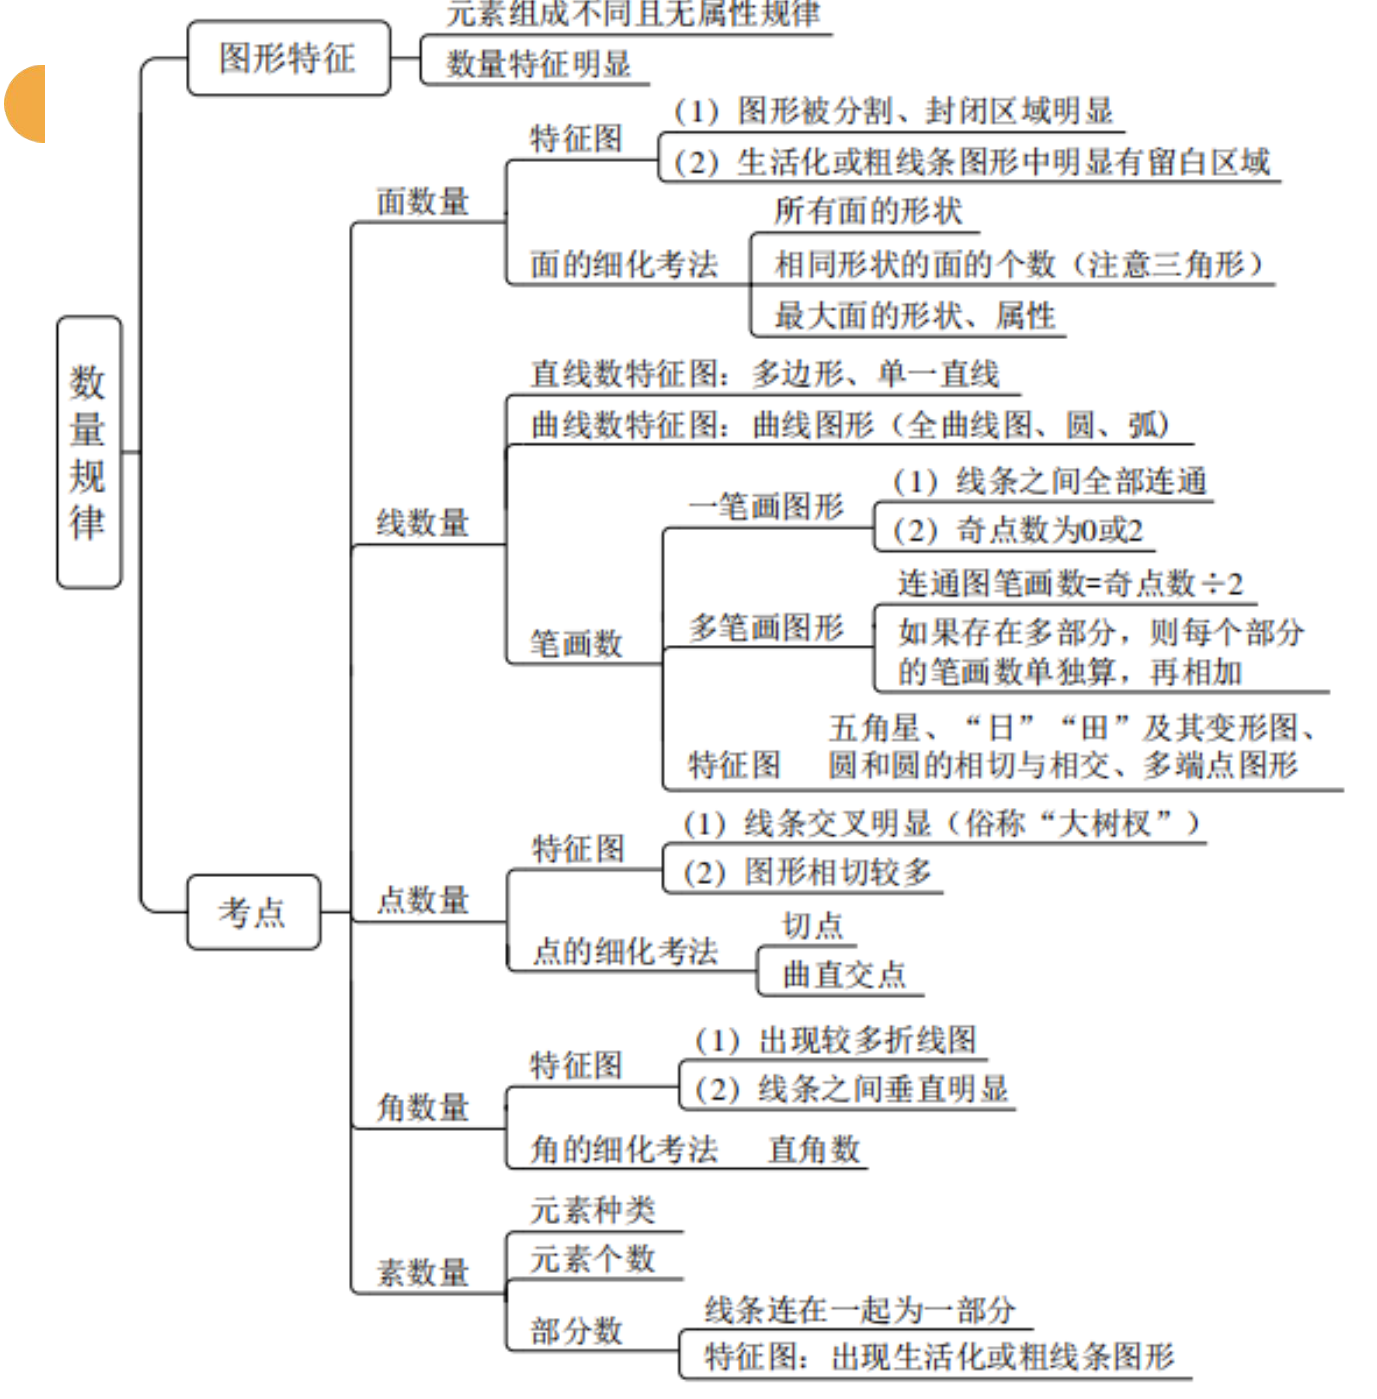 元素组成不同且无属性规律
图形特征
数量特征明显
（1）图形被分割、封闭区域明显
特征图
（2）生活化或粗线条图形中明显有留白区域
面数量
所有面的形状
面的细化考法
相同形状的面的个数（注意三角形）
最大面的形状、属性
数量规律
直线数特征图：多边形、单一直线
曲线数特征图：曲线图形（全曲线图、圆、弧）
（1）线条之间全部连通
一笔画图形
（2）奇点数为0或2
线数量
连通图笔画数=奇点数÷2
多笔画图形
如果存在多部分，则每个部分
的笔画数单独算，再相加
笔画数
五角星、“日”“田”及其变形图、
特征图
圆和圆的相切与相交、多端点图形
（1）线条交叉明显（俗称“大树杈”）
特征图
（2）图形相切较多
点数量
考点
切点
点的细化考法
曲直交点
（1）出现较多折线图
特征图
（2）线条之间垂直明显
角数量
角的细化考法 直角数
元素种类
元素个数
素数量
线条连在一起为一部分
部分数
特征图：出现生活化或粗线条图形